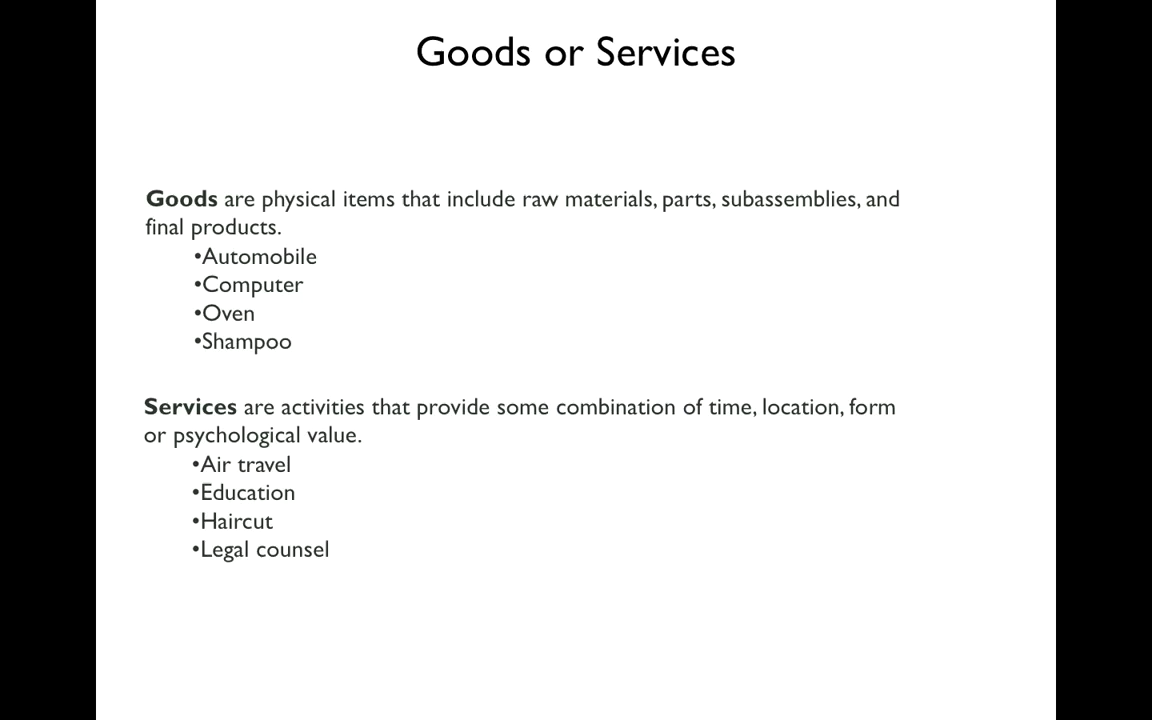 Goods or Services
Goods are physical items that include raw materials, parts, subassemblies, and
final products.
•Automobile
•Computer
•Oven
•Shampoo
Services are activities that provide some combination of time, location, form
or psychological value.
•Air travel
•Education
•Haircut
•Legal counsel